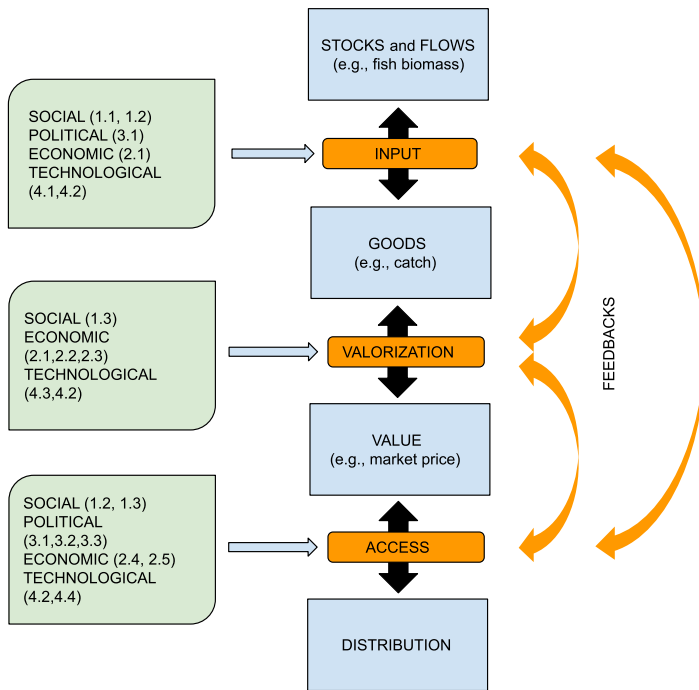 STOCKS and FLOWS
(e.g., fish biomass)
SOCIAL (1.1, 1.2)
POLITICAL (3.1)
ECONOMIC (2.1)
TECHNOLOGICAL
(4.1,4.2)
INPUT
GOODS
(e.g., catch)
SOCIAL (1.3)
ECONOMIC
(2.1,2.2,2.3)
TECHNOLOGICAL
(4.3,4.2)
VALORIZATION
FEEDBACKS
VALUE
(e.g., market price)
SOCIAL (1.2, 1.3)
POLITICAL
(3.1,3.2,3.3)
ECONOMIC (2.4, 2.5)
TECHNOLOGICAL
(4.2,4.4)
ACCESS
DISTRIBUTION